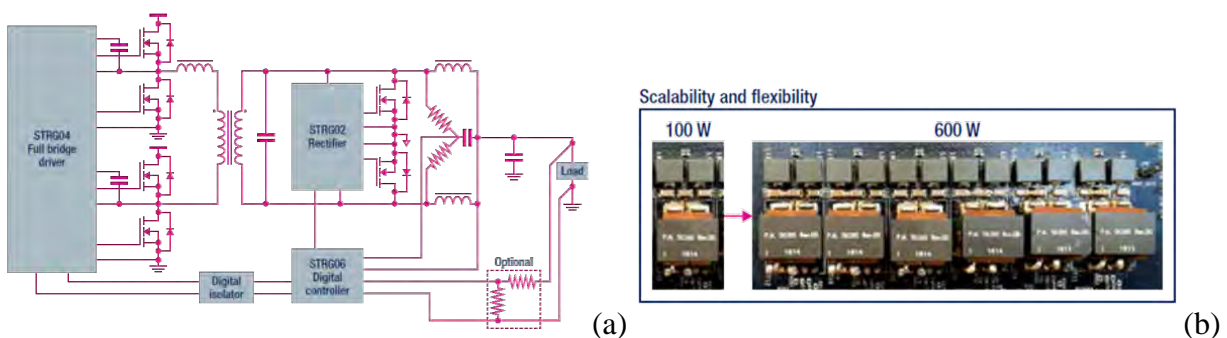 STRG04
Full bridge
driver
STRG02
Rectifier
Load
STRG06
Digital
controller
Digital
isolator
Optional
(a)
Scalability and flexibility
100 W
600 W
(b)